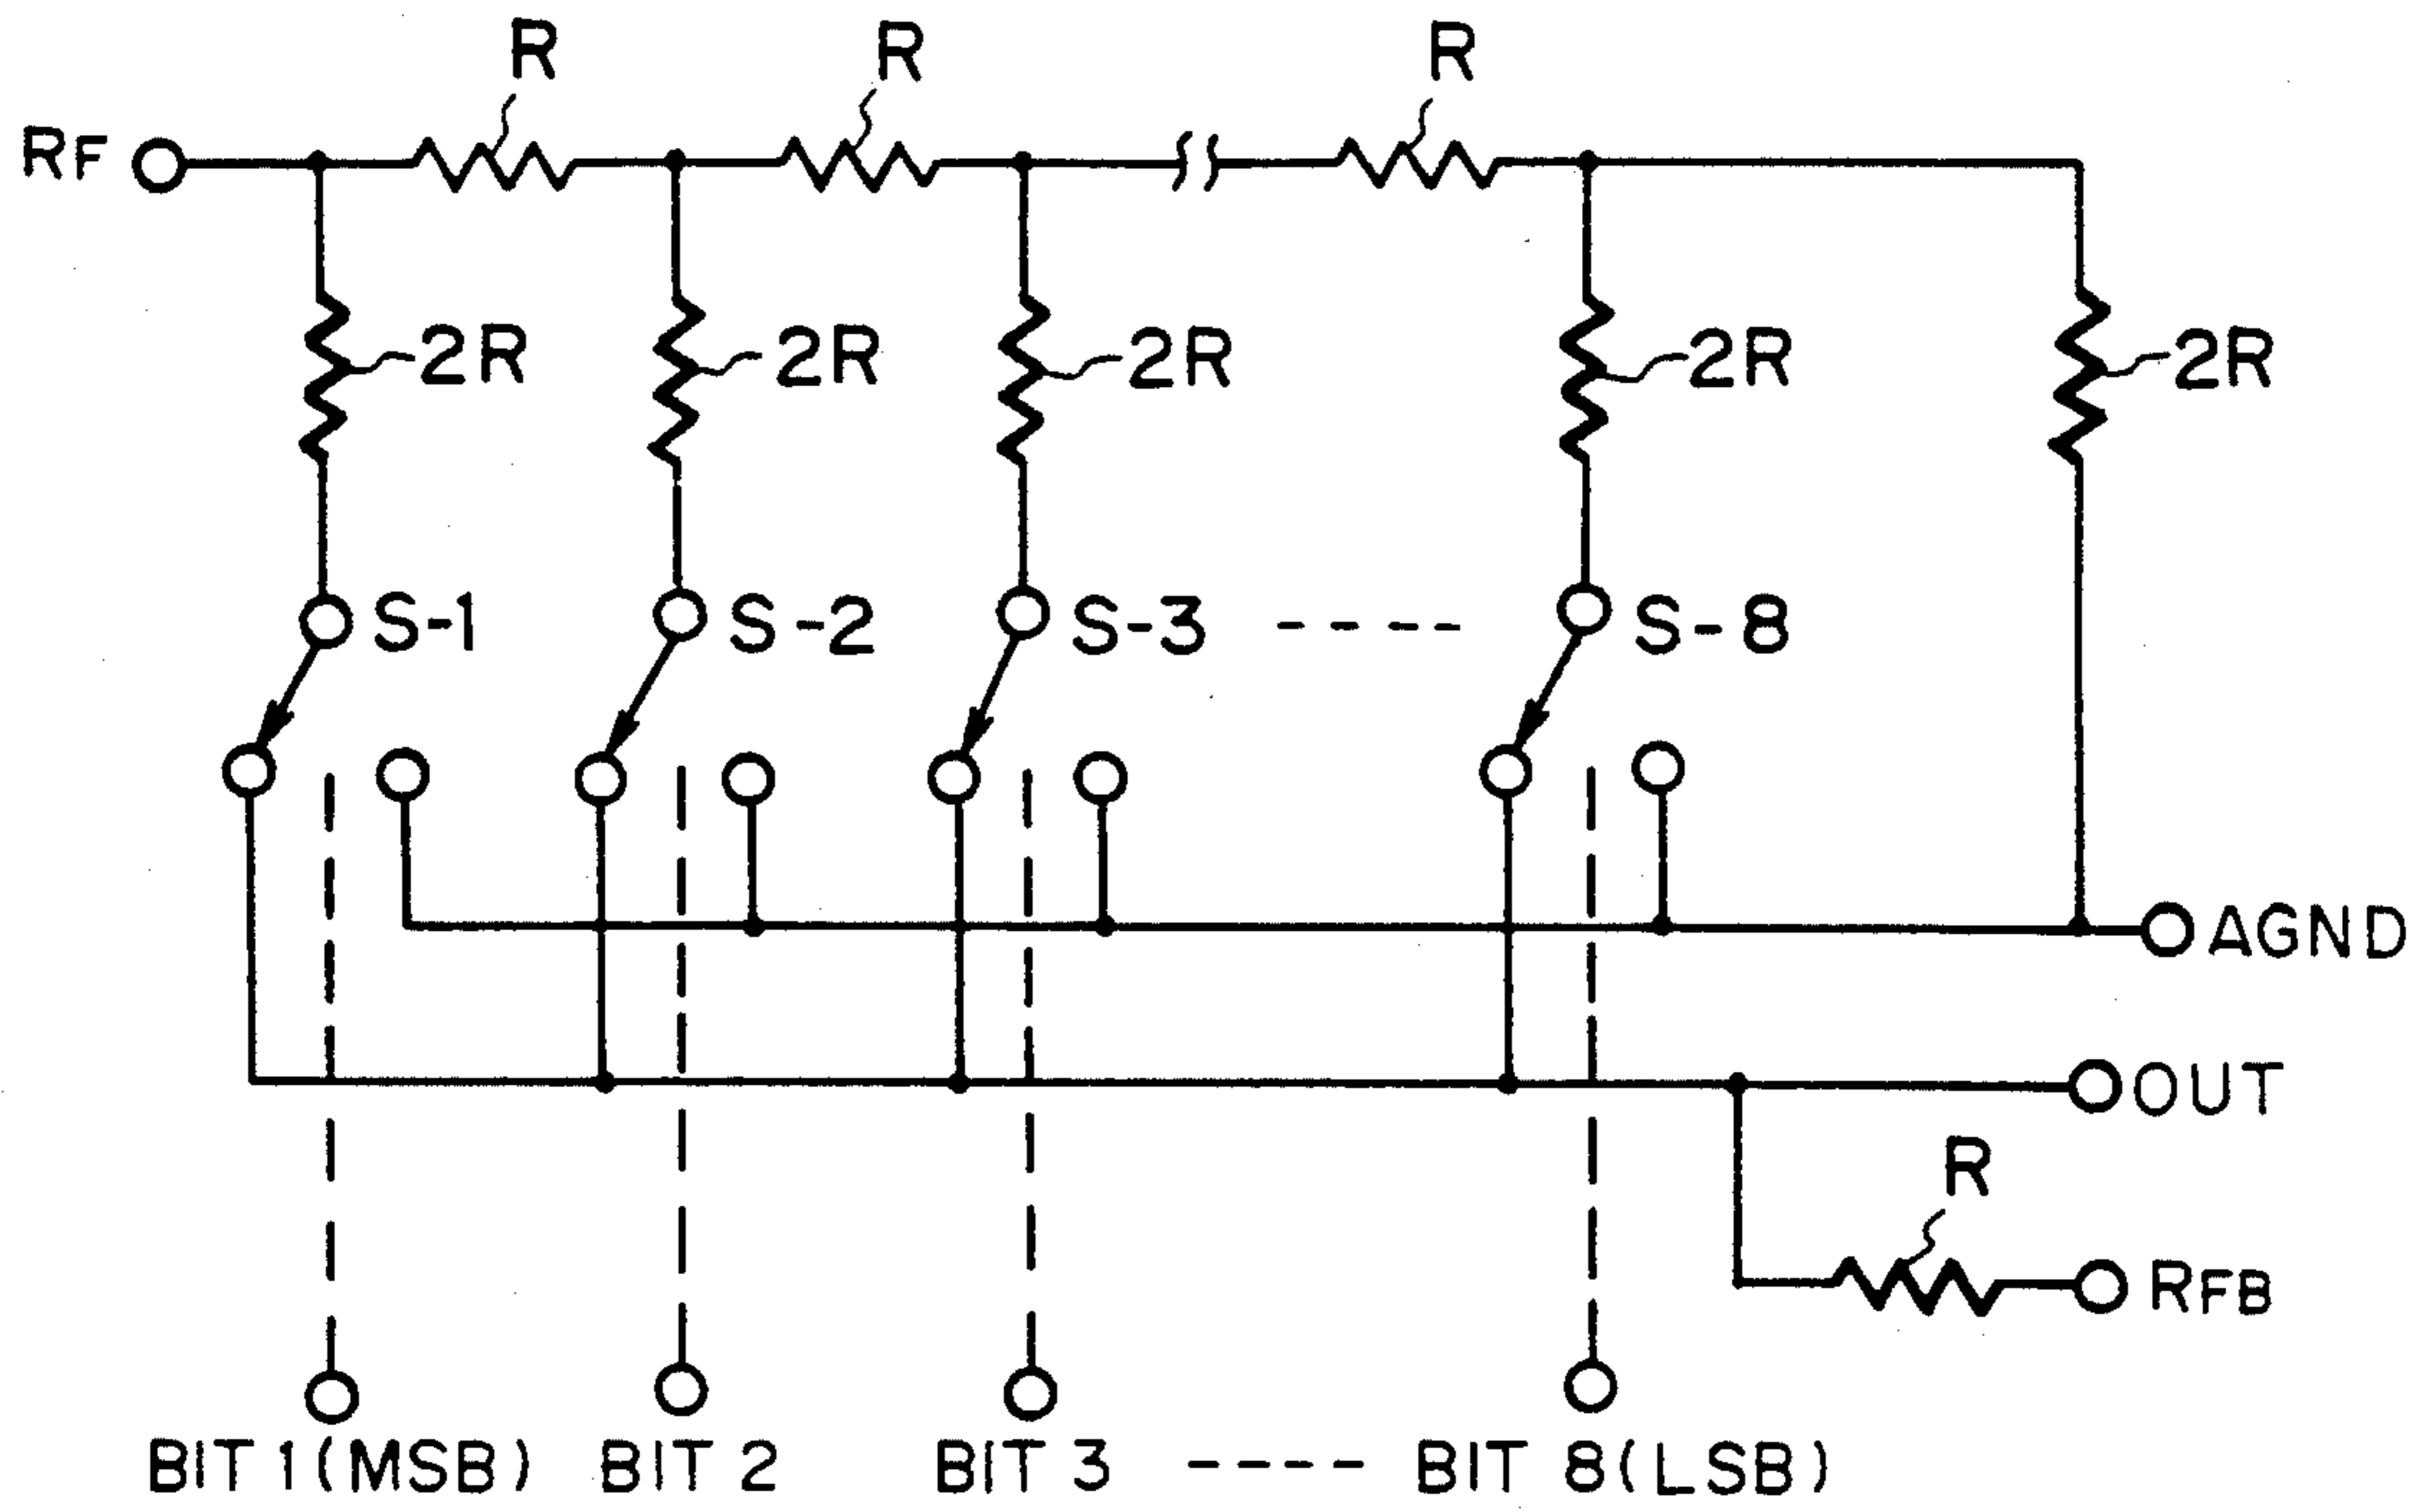 R R R
RF
2R 2R 2R 2R 2R
S-1 S-2 S-3 ---- S-8
AGND
OUT
R
RFB
BIT 1(MSB) BIT 2 BIT 3 ---- BIT 8(LSB)